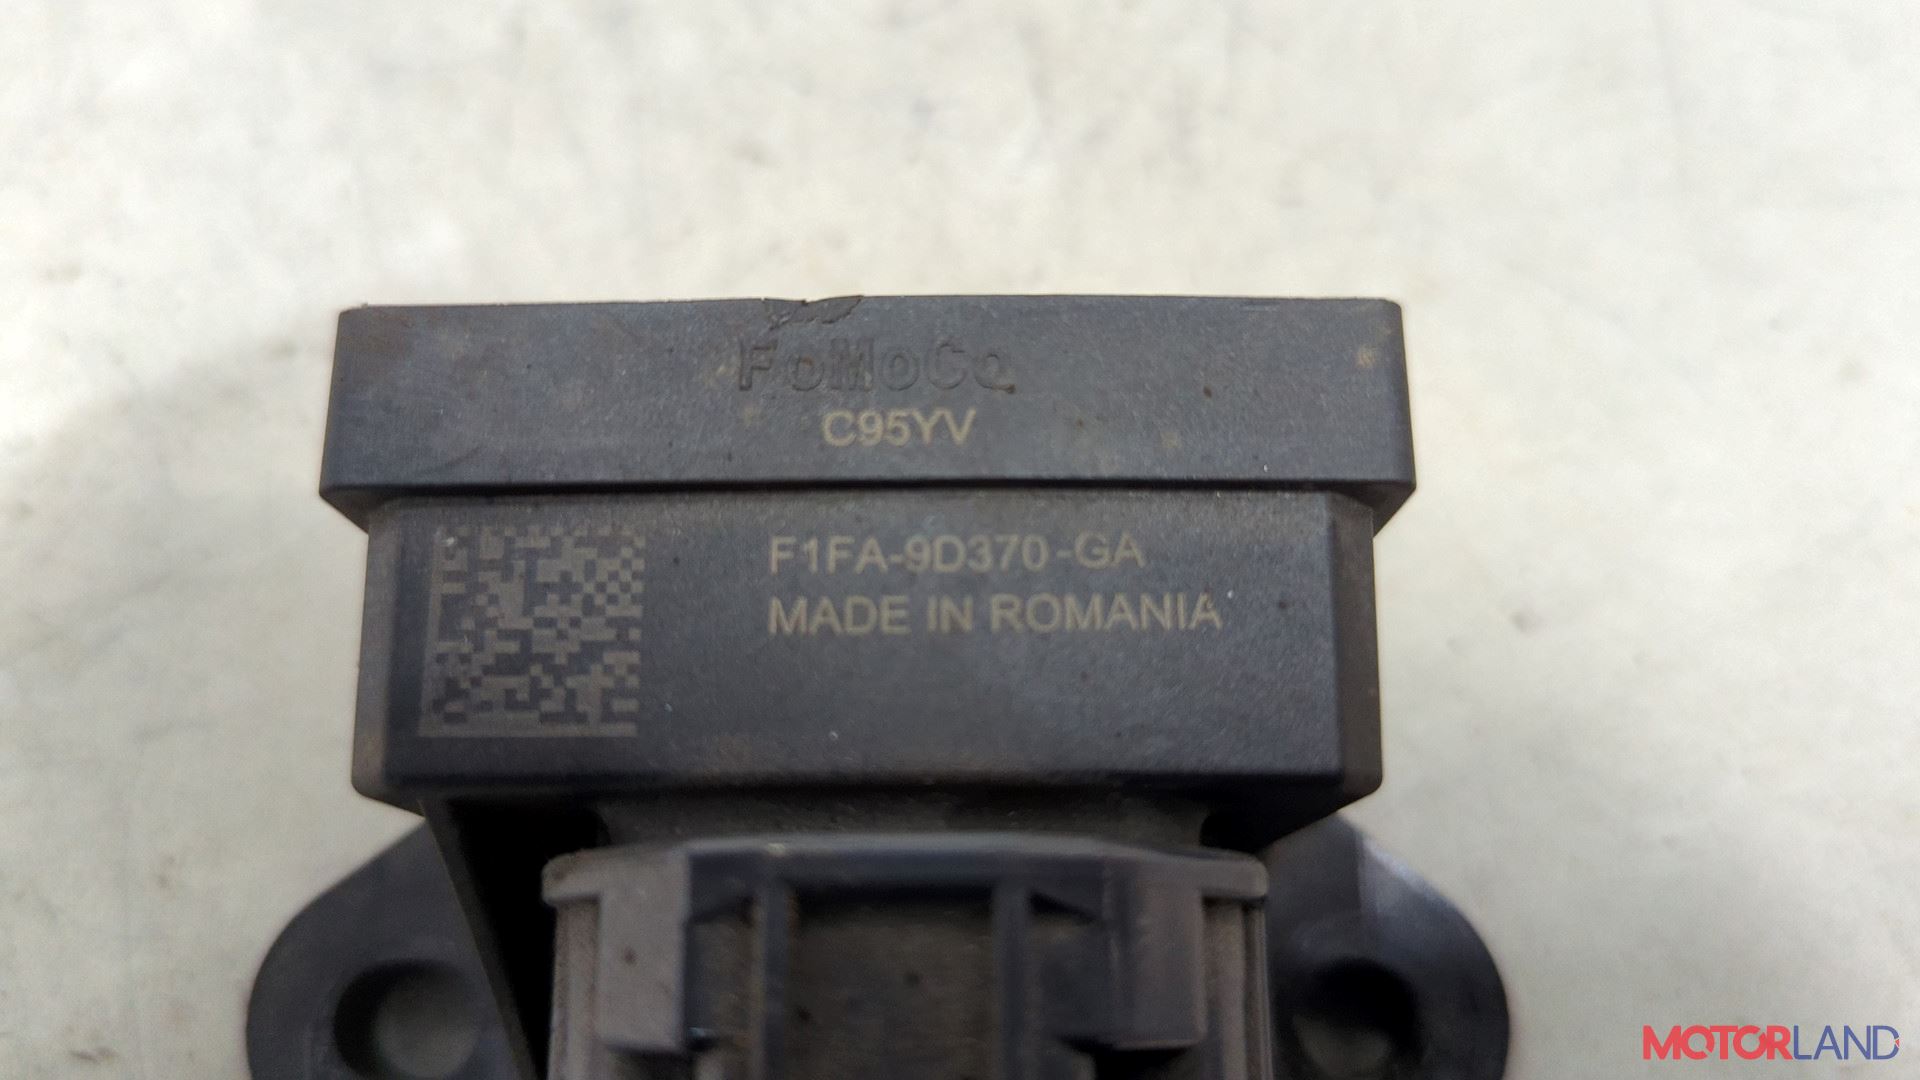 FoMoCo
C95YV
F1FA-9D370-GA
MADE IN ROMANIA
MOTORLAND